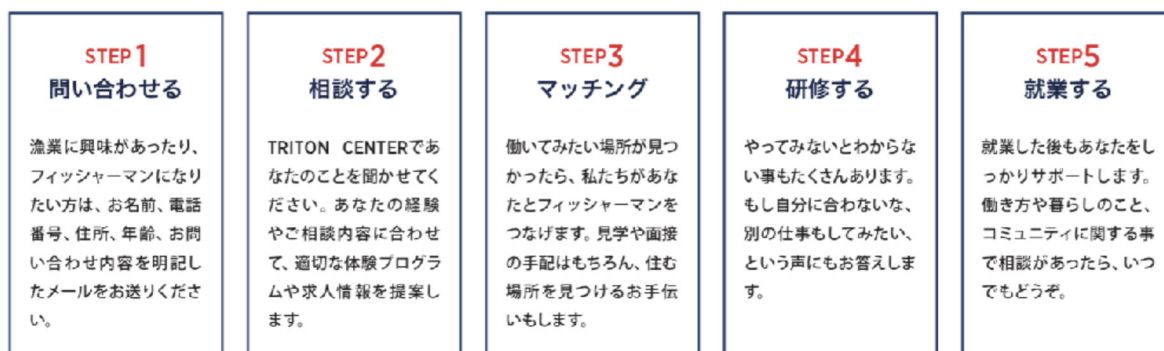 STEP1
問い合わせる
漁業に興味があったり、
フィッシャーマンになり
たい方は、お名前、電話
番号、住所、年齢、お問
い合わせ内容を明記し
たメールをお送りくださ
い。
STEP2
相談する
TRITON CENTERであ
なたのことを聞かせてく
ださい。あなたの経験
やご相談内容に合わせ
て、適切な体験プログラ
ムや求人情報を提案し
ます。
STEP3
マッチング
働いてみたい場所が見つ
かったら、私たちがあな
たとフィッシャーマンを
つなげます。見学や面接
の手配はもちろん、住む
場所を見つけるお手伝
いもします。
STEP4
研修する
やってみないとわからな
い事もたくさんあります。
もし自分に合わないな、
別の仕事もしてみたい、
という声にもお答えしま
す。
STEP5
就業する
就業した後もあなたをし
っかりサポートします。
働き方や暮らしのこと、
コミュニティに関する事
で相談があったら、いつ
でもどうぞ。